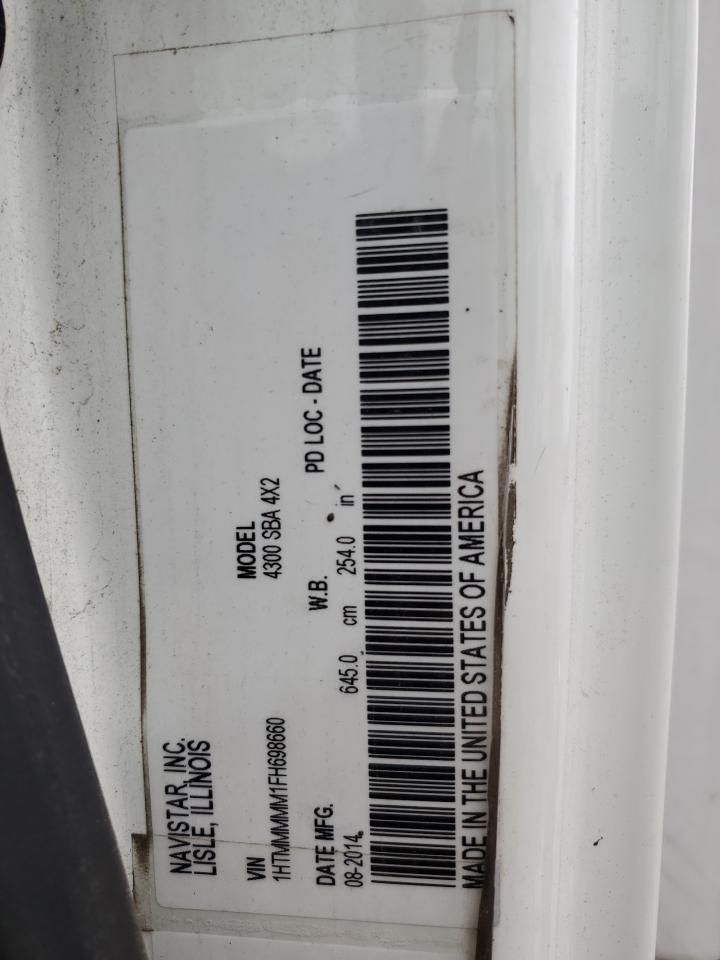 NAVISTAR, INC.
LISLE, ILLINOIS
VIN
1HTMMMMM1FH698660
MODEL
4300 SBA 4X2
DATE MFG.
08-2014
W.B.
645.0 cm 254.0 in
PD LOC - DATE
MADE IN THE UNITED STATES OF AMERICA